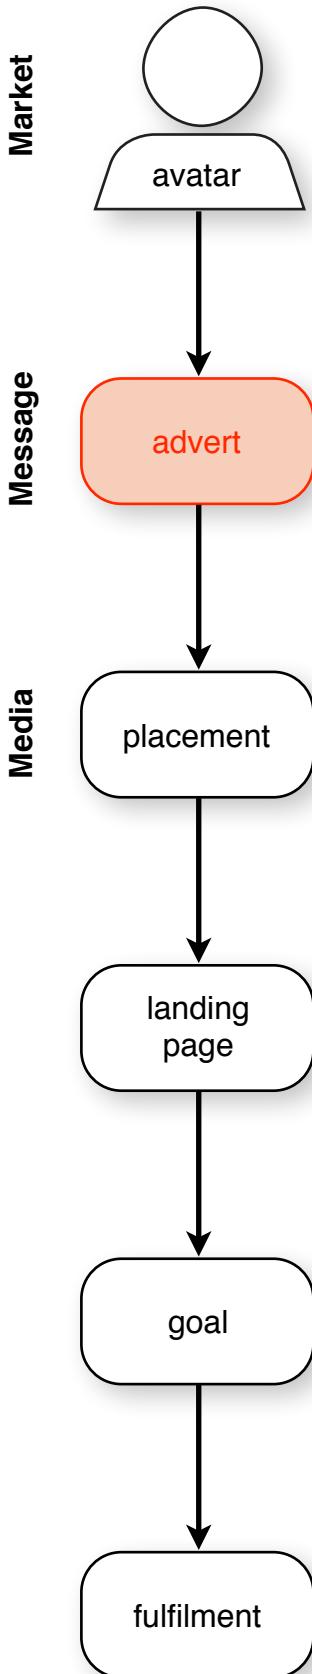 Market
avatar
Message
advert
Media
placement
landing
page
goal
fulfilment